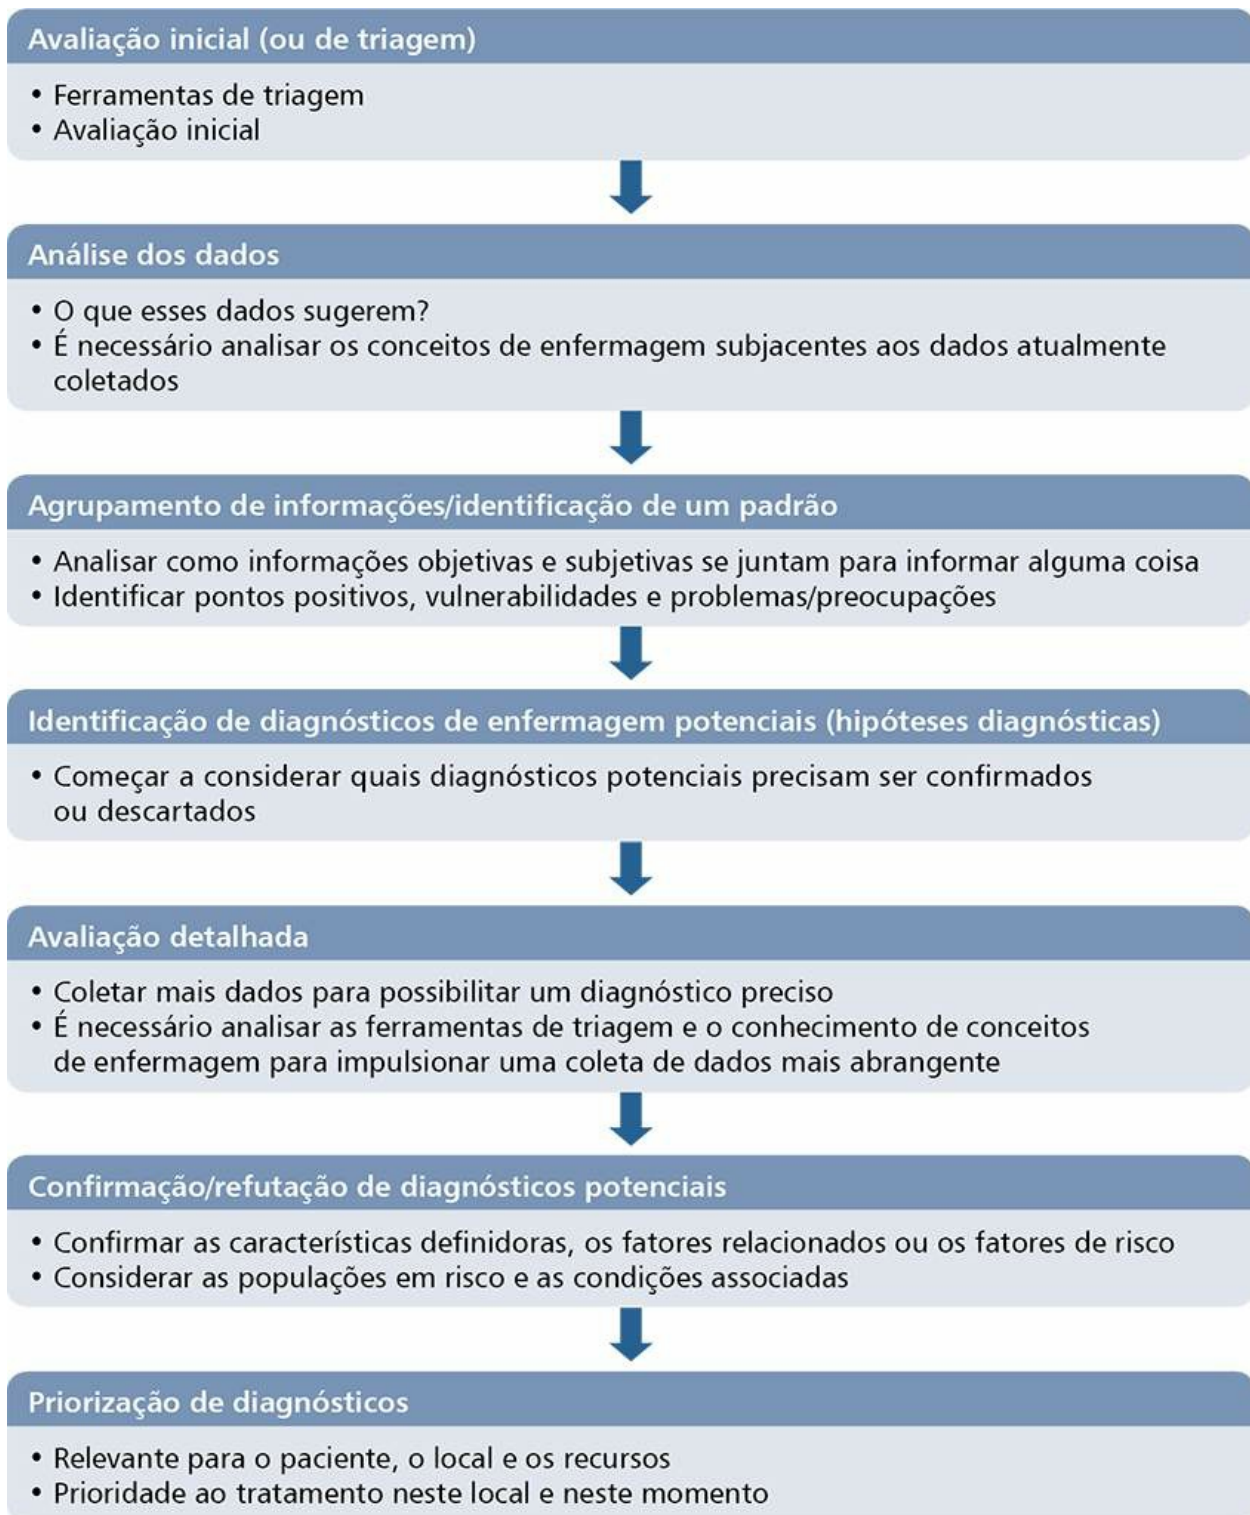 Avaliação inicial (ou de triagem)
• Ferramentas de triagem
• Avaliação inicial
Análise dos dados
• O que esses dados sugerem?
• É necessário analisar os conceitos de enfermagem subjacentes aos dados atualmente
coletados
Agrupamento de informações/identificação de um padrão
• Analisar como informações objetivas e subjetivas se juntam para informar alguma coisa
• Identificar pontos positivos, vulnerabilidades e problemas/preocupações
Identificação de diagnósticos de enfermagem potenciais (hipóteses diagnósticas)
• Começar a considerar quais diagnósticos potenciais precisam ser confirmados
ou descartados
Avaliação detalhada
• Coletar mais dados para possibilitar um diagnóstico preciso
• É necessário analisar as ferramentas de triagem e o conhecimento de conceitos
de enfermagem para impulsionar uma coleta de dados mais abrangente
Confirmação/refutação de diagnósticos potenciais
• Confirmar as características definidoras, os fatores relacionados ou os fatores de risco
• Considerar as populações em risco e as condições associadas
Priorização de diagnósticos
• Relevante para o paciente, o local e os recursos
• Prioridade ao tratamento neste local e neste momento